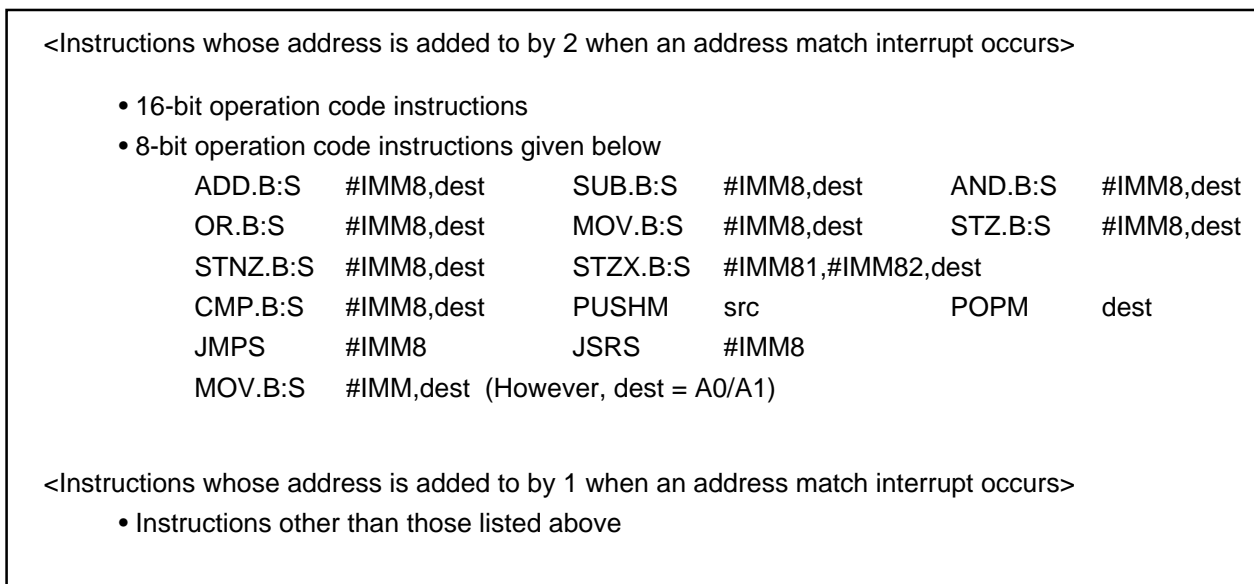 <Instructions whose address is added to by 2 when an address match interrupt occurs>
• 16-bit operation code instructions
• 8-bit operation code instructions given below
ADD.B:S #IMM8,dest SUB.B:S #IMM8,dest AND.B:S #IMM8,dest
OR.B:S #IMM8,dest MOV.B:S #IMM8,dest STZ.B:S #IMM8,dest
STNZ.B:S #IMM8,dest STZX.B:S #IMM81,#IMM82,dest
CMP.B:S #IMM8,dest PUSHM src POPM dest
JMPS #IMM8 JSRS #IMM8
MOV.B:S #IMM,dest (However, dest = A0/A1)
<Instructions whose address is added to by 1 when an address match interrupt occurs>
• Instructions other than those listed above